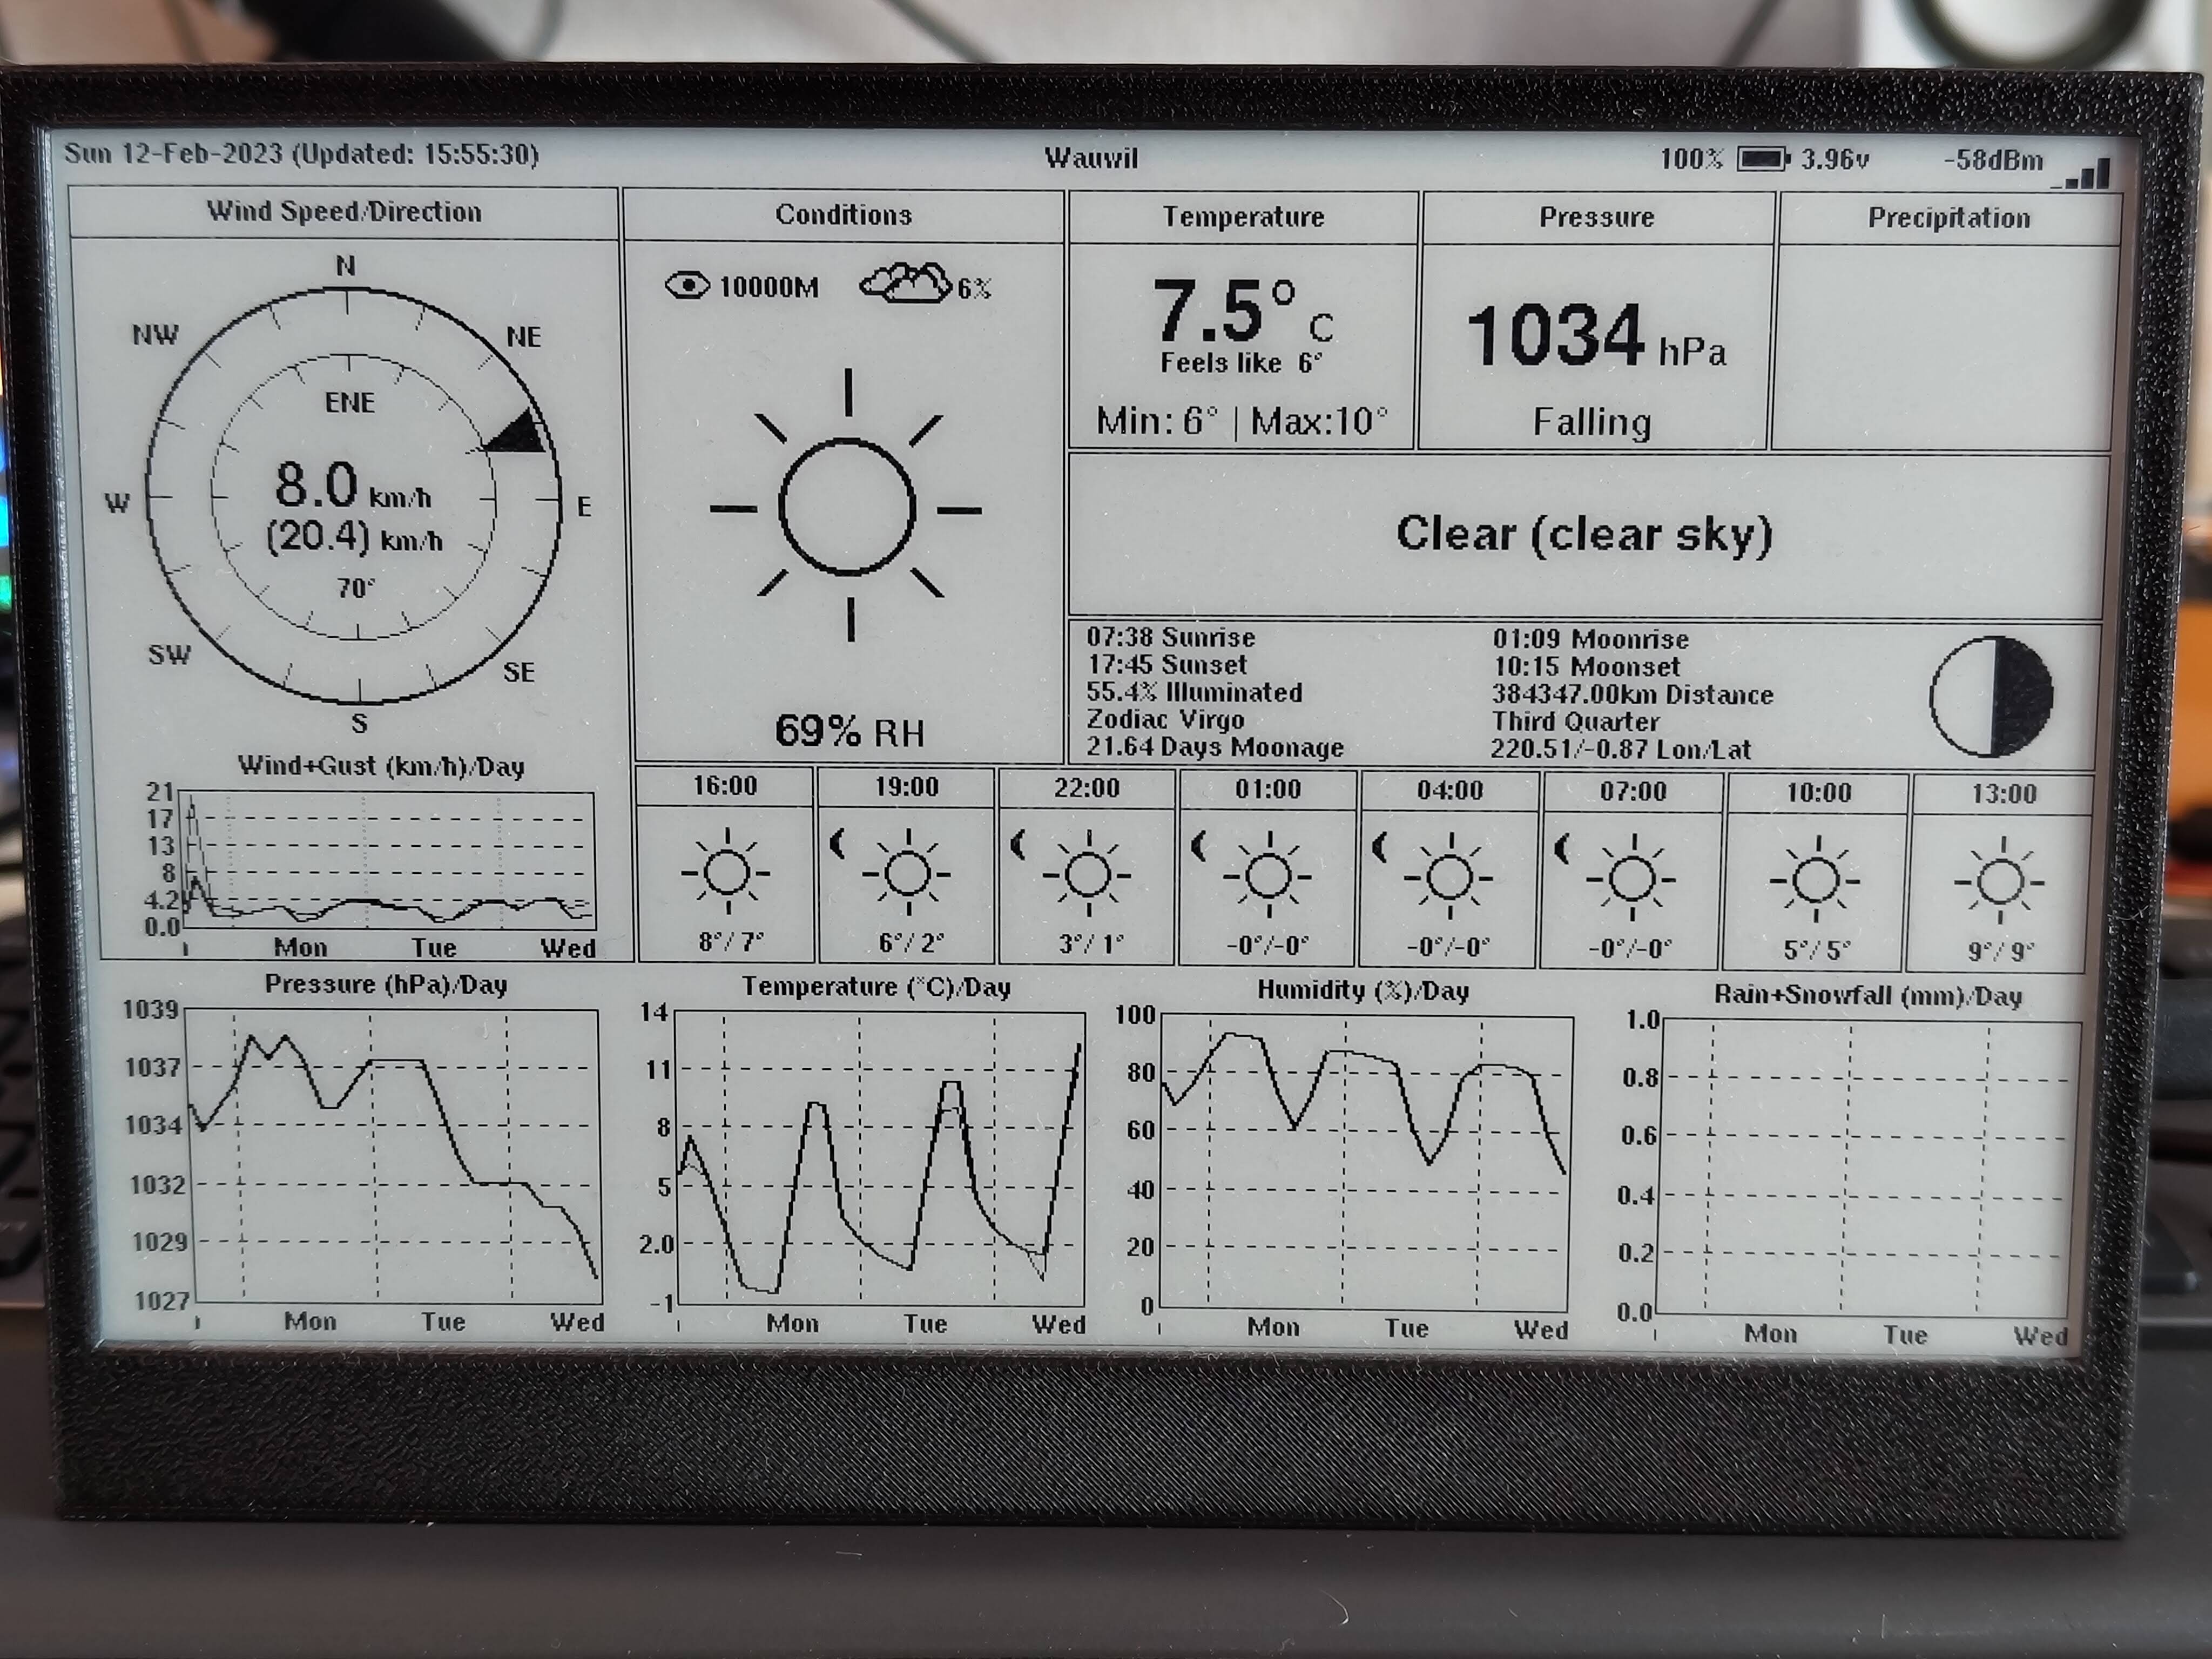 Sun 12-Feb-2023 (Updated: 15:55:30)
Wauwil
100% 3.96v -58dBm
Wind Speed/Direction
N
NW NE
ENE
8.0 km/h
W E
(20.4) km/h
70°
SW SE
S
Wind+Gust (km/h)/Day
21
17
13
8
4.2
0.0
Mon Tue Wed
Conditions
10000M 6%
69% RH
Temperature
7.5° C
Feels like 6°
Min: 6° | Max:10°
Pressure
1034 hPa
Falling
Precipitation
Clear (clear sky)
07:38 Sunrise
17:45 Sunset
55.4% Illuminated
Zodiac Virgo
21.64 Days Moonage
01:09 Moonrise
10:15 Moonset
384347.00km Distance
Third Quarter
220.51/-0.87 Lon/Lat
16:00 19:00 22:00 01:00 04:00 07:00 10:00 13:00
8°/ 7° 6°/ 2° 3°/ 1° -0°/-0° -0°/-0° -0°/-0° 5°/ 5° 9°/ 9°
Pressure (hPa)/Day
1039
1037
1034
1032
1029
1027
Mon Tue Wed
Temperature (°C)/Day
14
11
8
5
2.0
-1
Mon Tue Wed
Humidity (%)/Day
100
80
60
40
20
0
Mon Tue Wed
Rain+Snowfall (mm)/Day
1.0
0.8
0.6
0.4
0.2
0.0
Mon Tue Wed